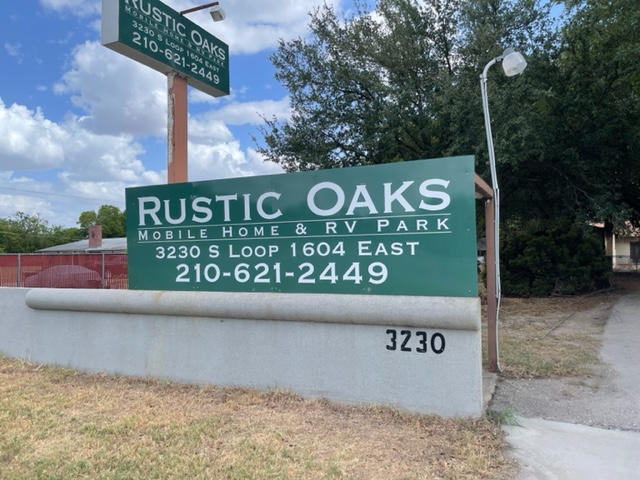 RUSTIC OAKS
MOBILE HOME & RV PARK
3230 S LOOP 1604 EAST
210-621-2449
RUSTIC OAKS
MOBILE HOME & RV PARK
3230 S LOOP 1604 EAST
210-621-2449
3230